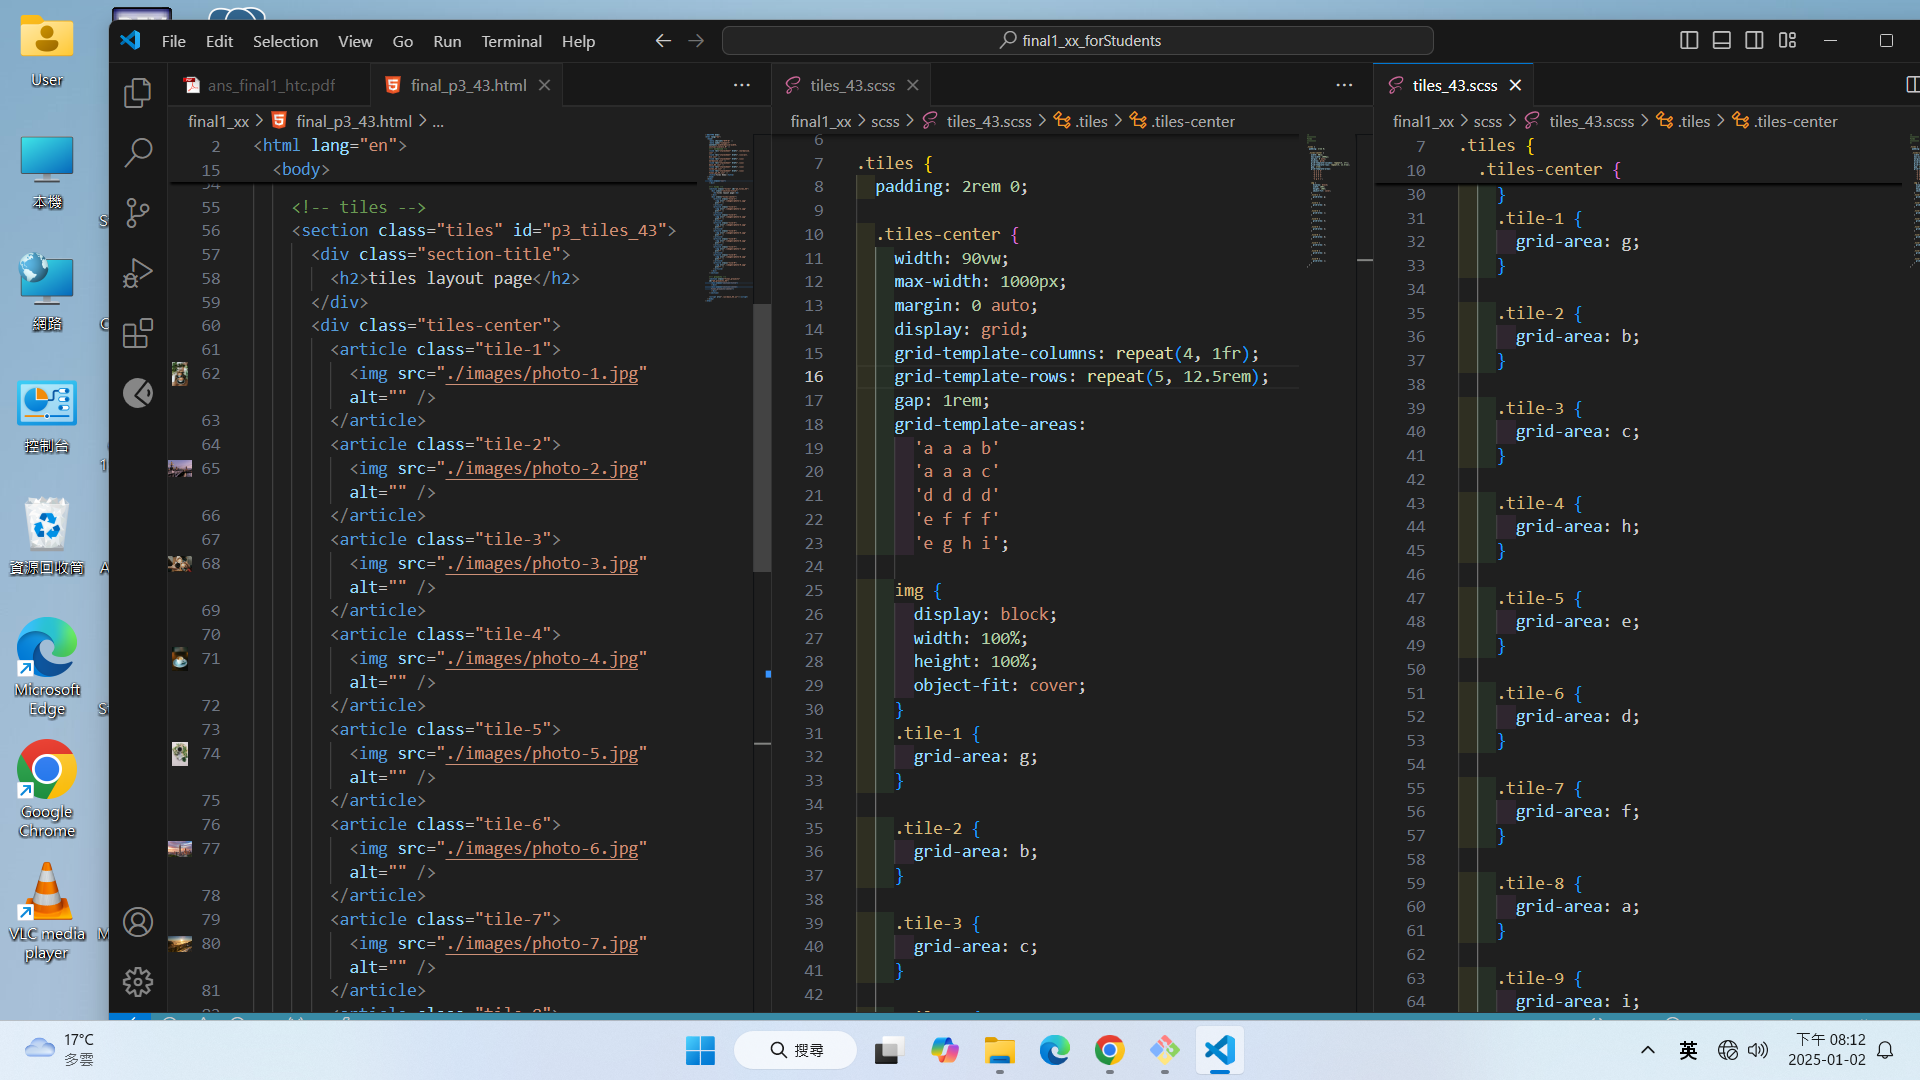 User
本機
網路
控制台
資源回收筒
Microsoft
Edge
Google
Chrome
VLC media
player
File Edit Selection View Go Run Terminal Help
final1_xx_forStudents
ans_final1_htc.pdf
final_p3_43.html
final1_xx > final_p3_43.html > ...
2 <html lang="en">
15 <body>
54
55 <!-- tiles -->
56 <section class="tiles" id="p3_tiles_43">
57 <div class="section-title">
58 <h2>tiles layout page</h2>
59 </div>
60 <div class="tiles-center">
61 <article class="tile-1">
62 <img src="./images/photo-1.jpg"
alt="" />
63 </article>
64 <article class="tile-2">
65 <img src="./images/photo-2.jpg"
alt="" />
66 </article>
67 <article class="tile-3">
68 <img src="./images/photo-3.jpg"
alt="" />
69 </article>
70 <article class="tile-4">
71 <img src="./images/photo-4.jpg"
alt="" />
72 </article>
73 <article class="tile-5">
74 <img src="./images/photo-5.jpg"
alt="" />
75 </article>
76 <article class="tile-6">
77 <img src="./images/photo-6.jpg"
alt="" />
78 </article>
79 <article class="tile-7">
80 <img src="./images/photo-7.jpg"
alt="" />
81 </article>
tiles_43.scss
final1_xx > scss > tiles_43.scss > .tiles > .tiles-center
6
7 .tiles {
8 padding: 2rem 0;
9
10 .tiles-center {
11 width: 90vw;
12 max-width: 1000px;
13 margin: 0 auto;
14 display: grid;
15 grid-template-columns: repeat(4, 1fr);
16 grid-template-rows: repeat(5, 12.5rem);
17 gap: 1rem;
18 grid-template-areas:
19 'a a a b'
20 'a a a c'
21 'd d d d'
22 'e f f f'
23 'e g h i';
24
25 img {
26 display: block;
27 width: 100%;
28 height: 100%;
29 object-fit: cover;
30 }
31 .tile-1 {
32 grid-area: g;
33 }
34
35 .tile-2 {
36 grid-area: b;
37 }
38
39 .tile-3 {
40 grid-area: c;
41 }
42
tiles_43.scss
final1_xx > scss > tiles_43.scss > .tiles > .tiles-center
7 .tiles {
10 .tiles-center {
30 }
31 .tile-1 {
32 grid-area: g;
33 }
34
35 .tile-2 {
36 grid-area: b;
37 }
38
39 .tile-3 {
40 grid-area: c;
41 }
42
43 .tile-4 {
44 grid-area: h;
45 }
46
47 .tile-5 {
48 grid-area: e;
49 }
50
51 .tile-6 {
52 grid-area: d;
53 }
54
55 .tile-7 {
56 grid-area: f;
57 }
58
59 .tile-8 {
60 grid-area: a;
61 }
62
63 .tile-9 {
64 grid-area: i;
17°C
多雲
搜尋
英
下午 08:12
2025-01-02